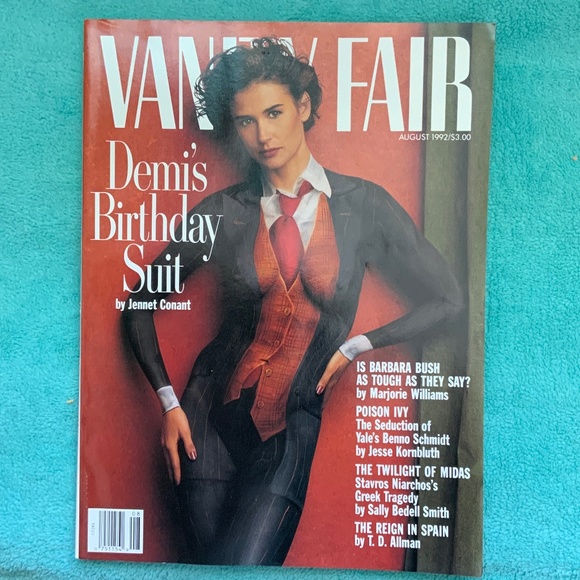 VANITY FAIR
AUGUST 1992/$3.00
Demi's
Birthday
Suit
by Jennet Conant
IS BARBARA BUSH
AS TOUGH AS THEY SAY?
by Marjorie Williams
POISON IVY
The Seduction of
Yale's Benno Schmidt
by Jesse Kornbluth
THE TWILIGHT OF MIDAS
Stavros Niarchos's
Greek Tragedy
by Sally Bedell Smith
THE REIGN IN SPAIN
by T. D. Allman
08